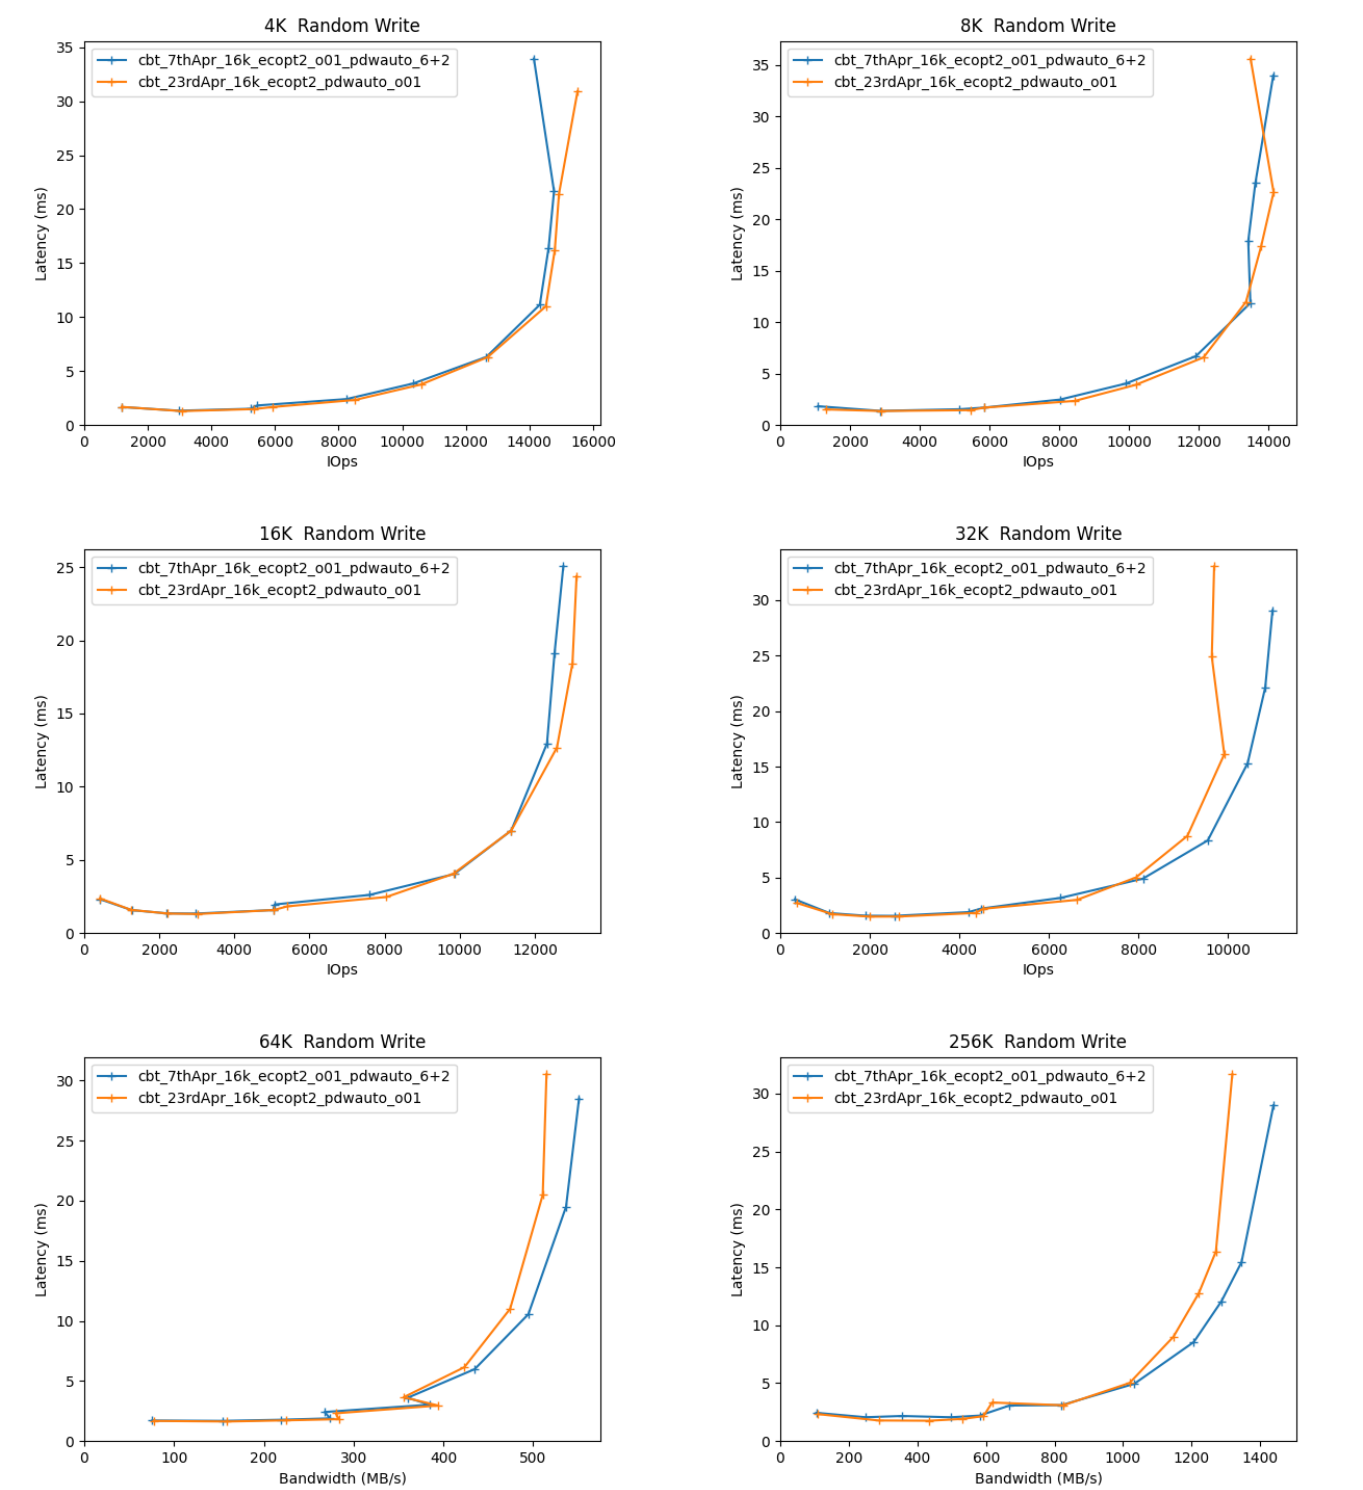 4K  Random Write
cbt_7thApr_16k_ecopt2_o01_pdwauto_6+2
cbt_23rdApr_16k_ecopt2_pdwauto_o01
Latency (ms)
35
30
25
20
15
10
5
0
0 2000 4000 6000 8000 10000 12000 14000 16000
IOps
8K  Random Write
cbt_7thApr_16k_ecopt2_o01_pdwauto_6+2
cbt_23rdApr_16k_ecopt2_pdwauto_o01
Latency (ms)
35
30
25
20
15
10
5
0
0 2000 4000 6000 8000 10000 12000 14000
IOps
16K  Random Write
cbt_7thApr_16k_ecopt2_o01_pdwauto_6+2
cbt_23rdApr_16k_ecopt2_pdwauto_o01
Latency (ms)
25
20
15
10
5
0
0 2000 4000 6000 8000 10000 12000
IOps
32K  Random Write
cbt_7thApr_16k_ecopt2_o01_pdwauto_6+2
cbt_23rdApr_16k_ecopt2_pdwauto_o01
Latency (ms)
30
25
20
15
10
5
0
0 2000 4000 6000 8000 10000
IOps
64K  Random Write
cbt_7thApr_16k_ecopt2_o01_pdwauto_6+2
cbt_23rdApr_16k_ecopt2_pdwauto_o01
Latency (ms)
30
25
20
15
10
5
0
0 100 200 300 400 500
Bandwidth (MB/s)
256K  Random Write
cbt_7thApr_16k_ecopt2_o01_pdwauto_6+2
cbt_23rdApr_16k_ecopt2_pdwauto_o01
Latency (ms)
30
25
20
15
10
5
0
0 200 400 600 800 1000 1200 1400
Bandwidth (MB/s)